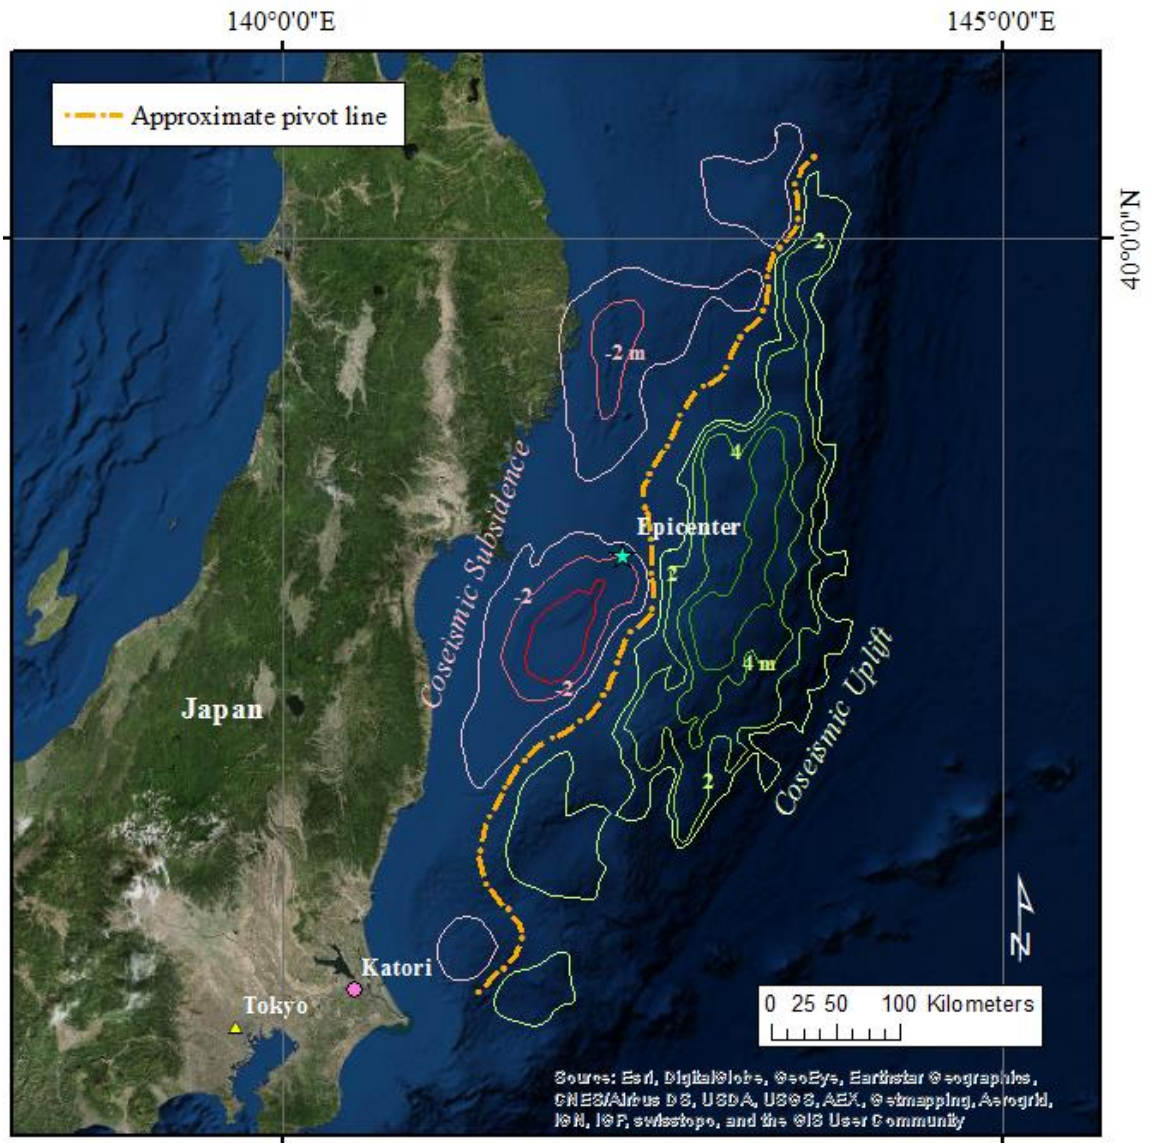 140°0'0"E
145°0'0"E
Approximate pivot line
40°0'0"N
2
-2 m
4
Coseismic Subsidence
Epicenter
2
-2
4 m
-2
Japan
Coseismic Uplift
2
N
Katori
Tokyo
0 25 50 100 Kilometers
Source: Esri, DigitalGlobe, GeoEye, Earthstar Geographics,
CNES/Airbus DS, USDA, USGS, AEX, Getmapping, Aerogrid,
IGN, IGP, swisstopo, and the GIS User Community